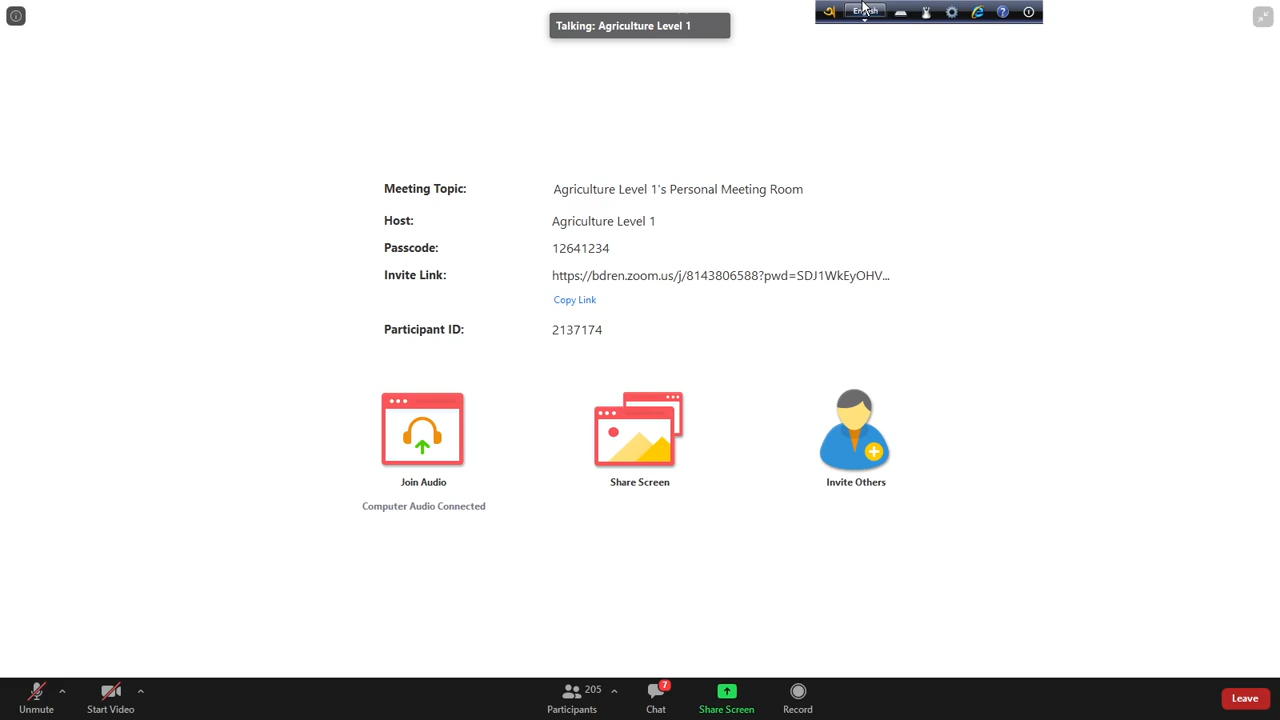 Talking: Agriculture Level 1
Meeting Topic: Agriculture Level 1's Personal Meeting Room
Host: Agriculture Level 1
Passcode: 12641234
Invite Link: https://bdren.zoom.us/j/8143806588?pwd=SDJ1WkEyOHV...
Copy Link
Participant ID: 2137174
Join Audio Share Screen Invite Others
Computer Audio Connected
205 7
Unmute Start Video Participants Chat Share Screen Record Leave